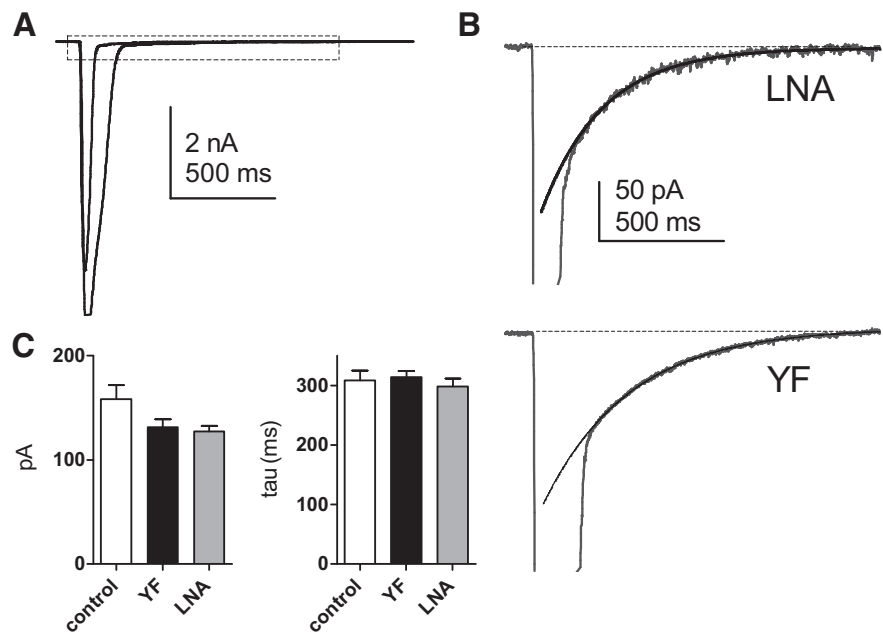 A
2 nA
500 ms
B
LNA
50 pA
500 ms
YF
C
200
100
0
pA
control
YF
LNA
300
200
100
0
tau (ms)
control
YF
LNA